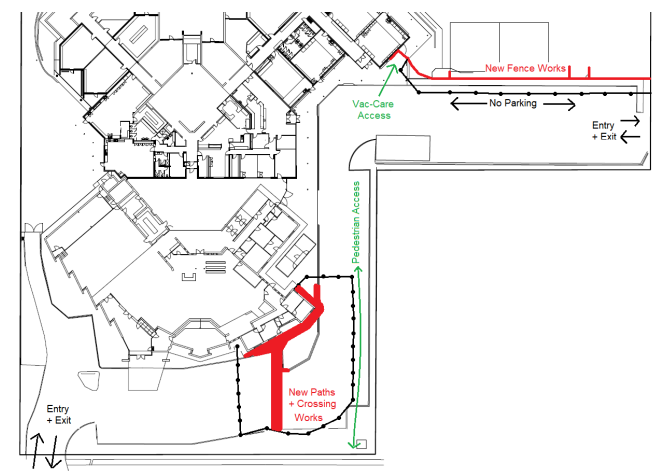 New Fence Works
Vac-Care
Access
No Parking
Entry
+ Exit
Pedestrian Access
New Paths
+ Crossing
Works
Entry
+ Exit